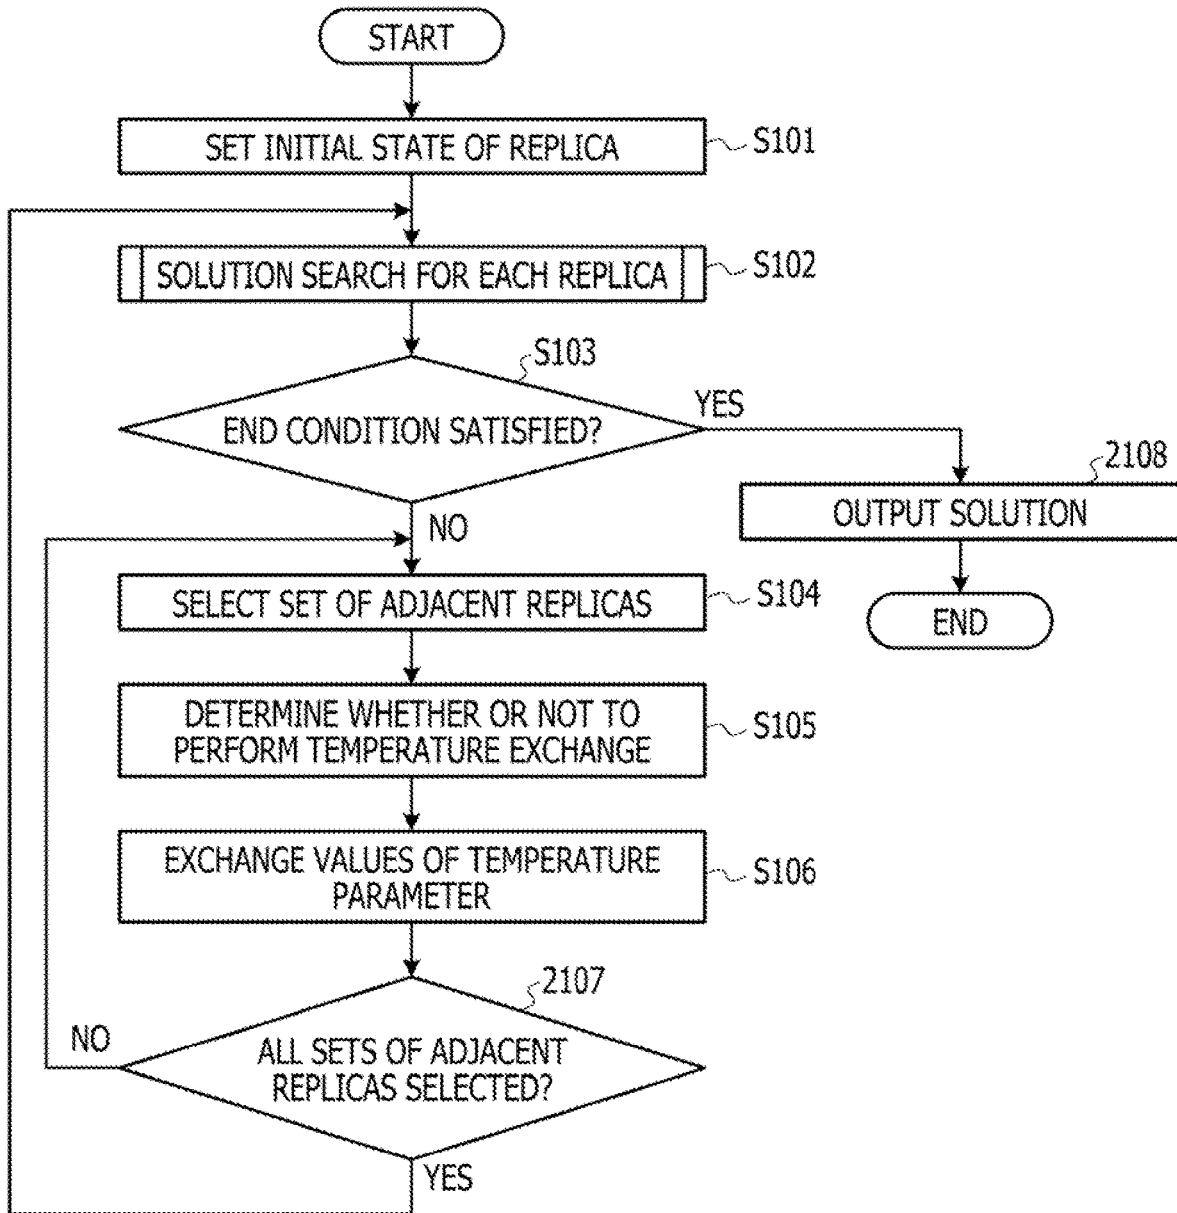 START
SET INITIAL STATE OF REPLICA
S101
SOLUTION SEARCH FOR EACH REPLICA
S102
S103
END CONDITION SATISFIED?
YES
NO
2108
OUTPUT SOLUTION
END
SELECT SET OF ADJACENT REPLICAS
S104
DETERMINE WHETHER OR NOT TO
PERFORM TEMPERATURE EXCHANGE
S105
EXCHANGE VALUES OF TEMPERATURE
PARAMETER
S106
2107
ALL SETS OF ADJACENT
REPLICAS SELECTED?
NO
YES